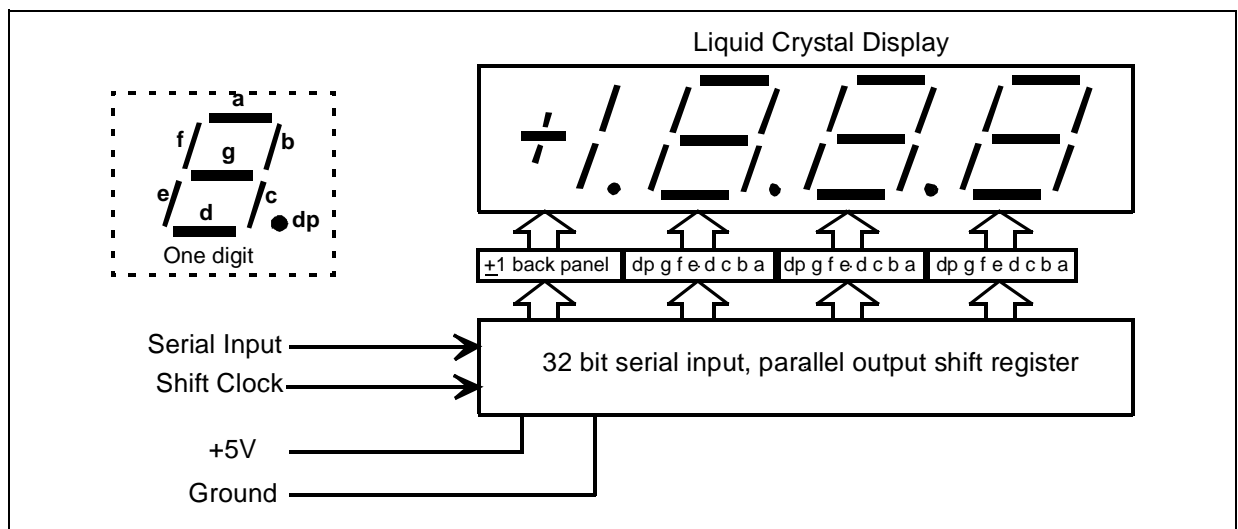 Liquid Crystal Display
a
f
b
g
e
c
d
dp
One digit
+1 back panel
dp g f e d c b a
dp g f e d c b a
dp g f e d c b a
Serial Input
32 bit serial input, parallel output shift register
Shift Clock
+5V
Ground